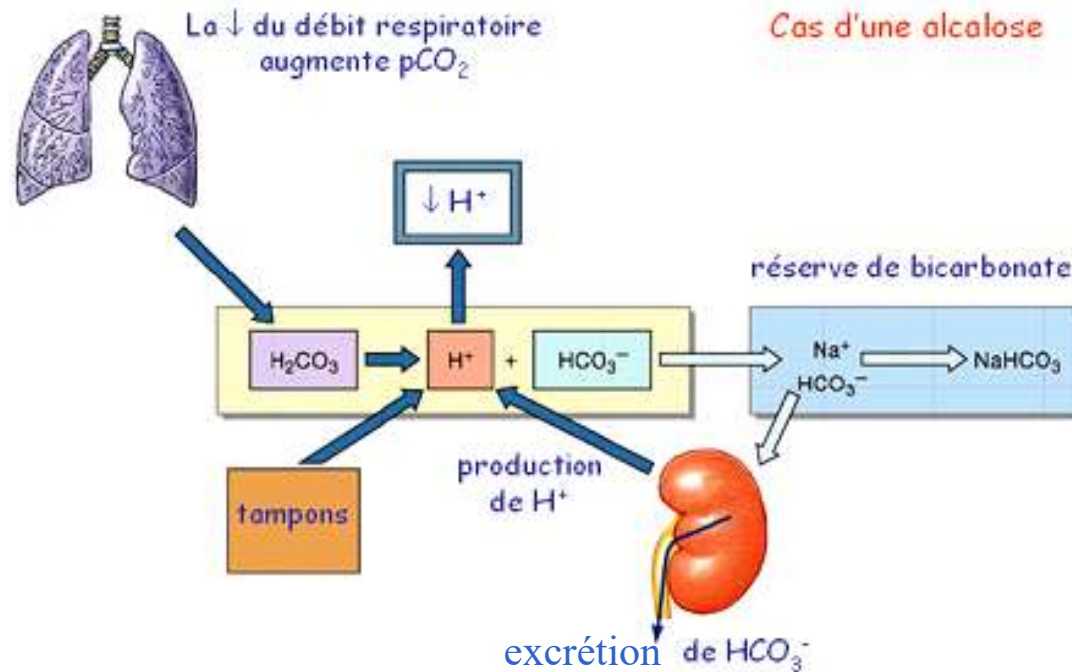 La ↓ du débit respiratoire
augmente pCO₂
Cas d'une alcalose
↓ H⁺
réserve de bicarbonate
H₂CO₃
H⁺
+
HCO₃⁻
Na⁺
HCO₃⁻
NaHCO₃
tampons
production
de H⁺
excrétion de HCO₃⁻